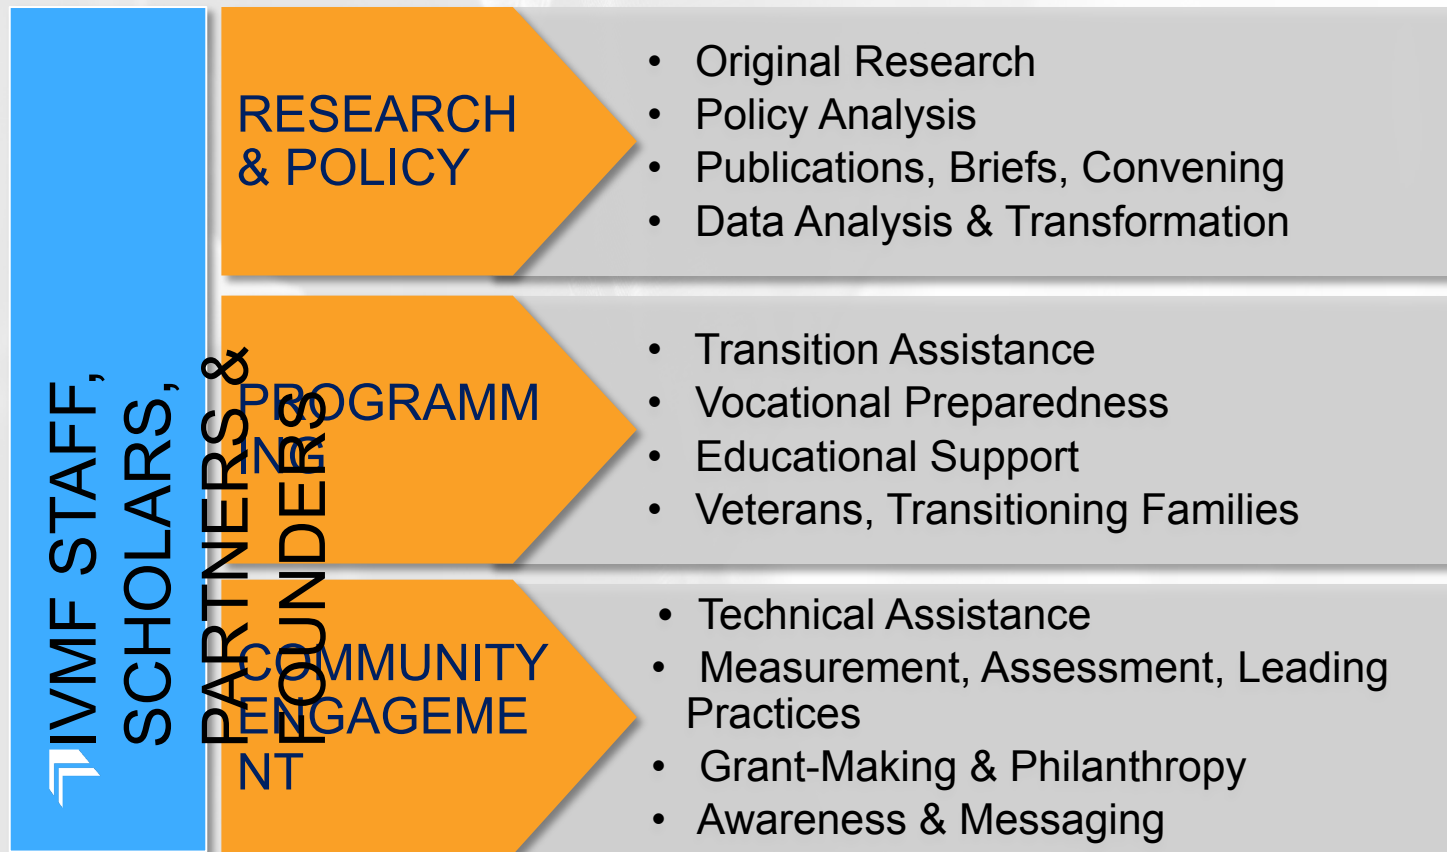 IVMF STAFF,
SCHOLARS,
PARTNERS &
FOUNDERS
RESEARCH
& POLICY
• Original Research
• Policy Analysis
• Publications, Briefs, Convening
• Data Analysis & Transformation
PROGRAMM
ING
• Transition Assistance
• Vocational Preparedness
• Educational Support
• Veterans, Transitioning Families
COMMUNITY
ENGAGEME
NT
• Technical Assistance
• Measurement, Assessment, Leading
Practices
• Grant-Making & Philanthropy
• Awareness & Messaging